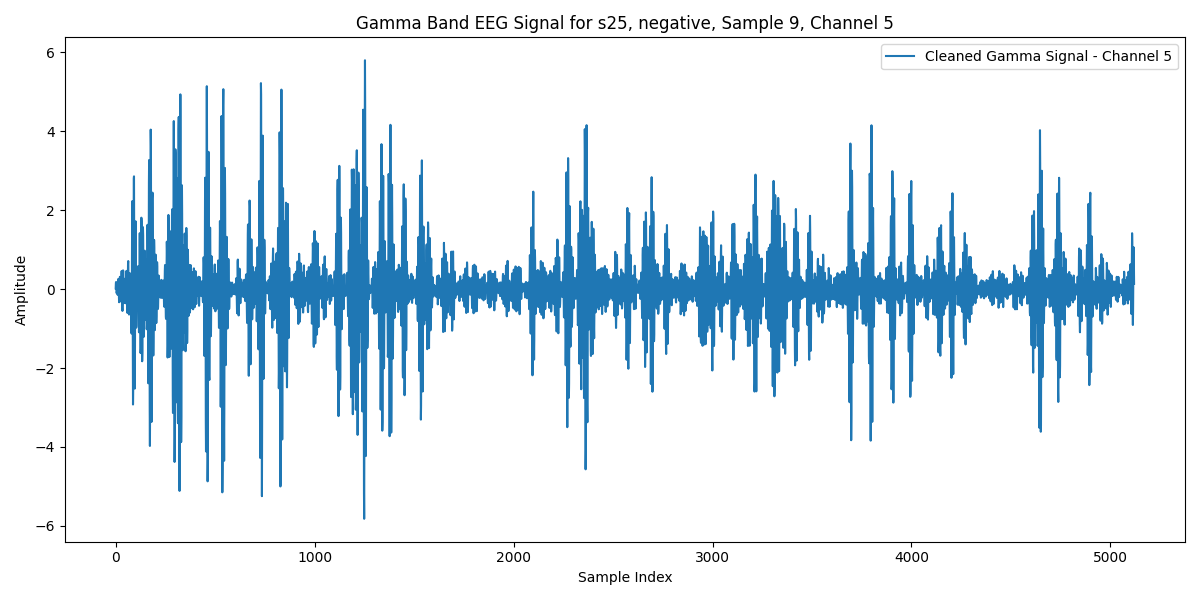 Gamma Band EEG Signal for s25, negative, Sample 9, Channel 5
Cleaned Gamma Signal - Channel 5
6
4
2
0
−2
−4
−6
Amplitude
0 1000 2000 3000 4000 5000
Sample Index